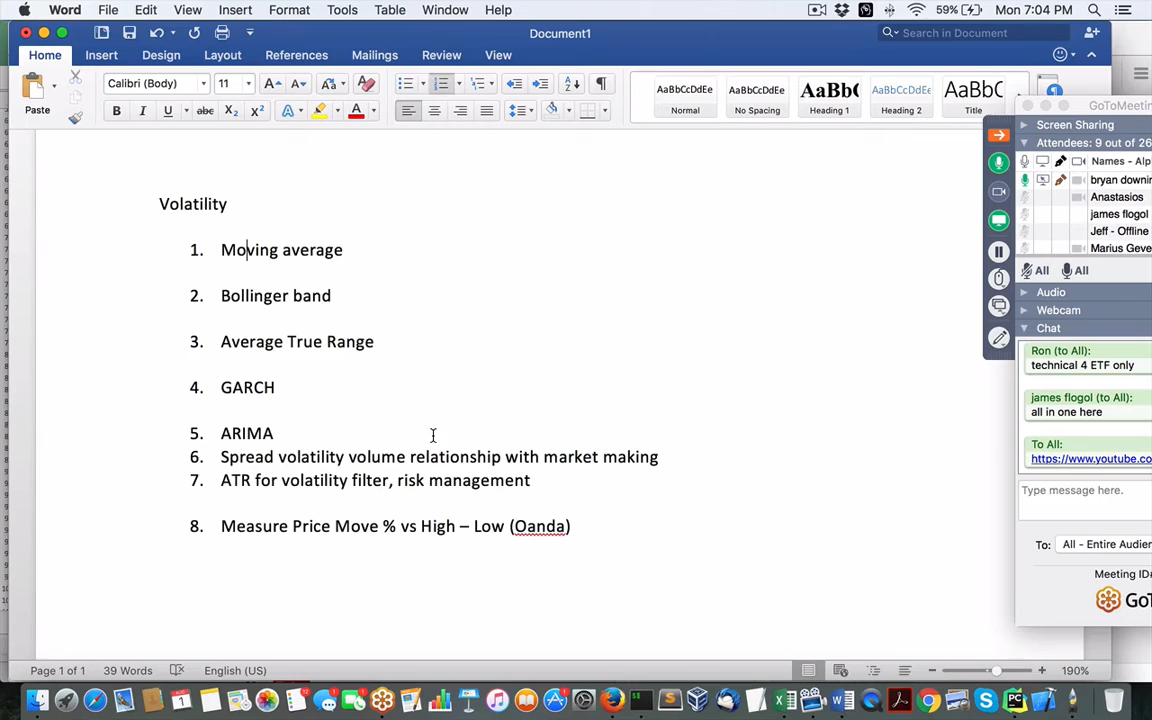 Word File Edit View Insert Format Tools Table Window Help 59% Mon 7:04 PM
Document1
Search in Document
Home Insert Design Layout References Mailings Review View
Paste
Calibri (Body) 11
AaBbCcDdEe AaBbCcDdEe AaBbC AaBbCcDdEe AaBbC
Normal No Spacing Heading 1 Heading 2 Title
GoToMeetin
Screen Sharing
Attendees: 9 out of 26
Names - Alp
bryan downin
Anastasios
james flogol
Jeff - Offline
Marius Geve
All All
Audio
Webcam
Chat
Ron (to All):
technical 4 ETF only
james flogol (to All):
all in one here
To All:
https://www.youtube.co
Type message here.
To: All - Entire Audien
Meeting ID#
GoTo
Volatility
1. Moving average
2. Bollinger band
3. Average True Range
4. GARCH
5. ARIMA
6. Spread volatility volume relationship with market making
7. ATR for volatility filter, risk management
8. Measure Price Move % vs High – Low (Oanda)
Page 1 of 1 39 Words English (US) 190%